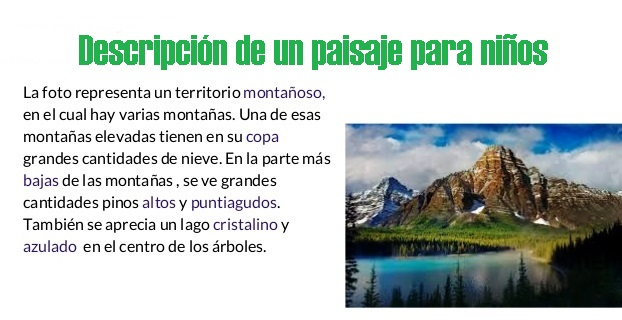 Descripción de un paisaje para niños
La foto representa un territorio montañoso,
en el cual hay varias montañas. Una de esas
montañas elevadas tienen en su copa
grandes cantidades de nieve. En la parte más
bajas de las montañas , se ve grandes
cantidades pinos altos y puntiagudos.
También se aprecia un lago cristalino y
azulado en el centro de los árboles.